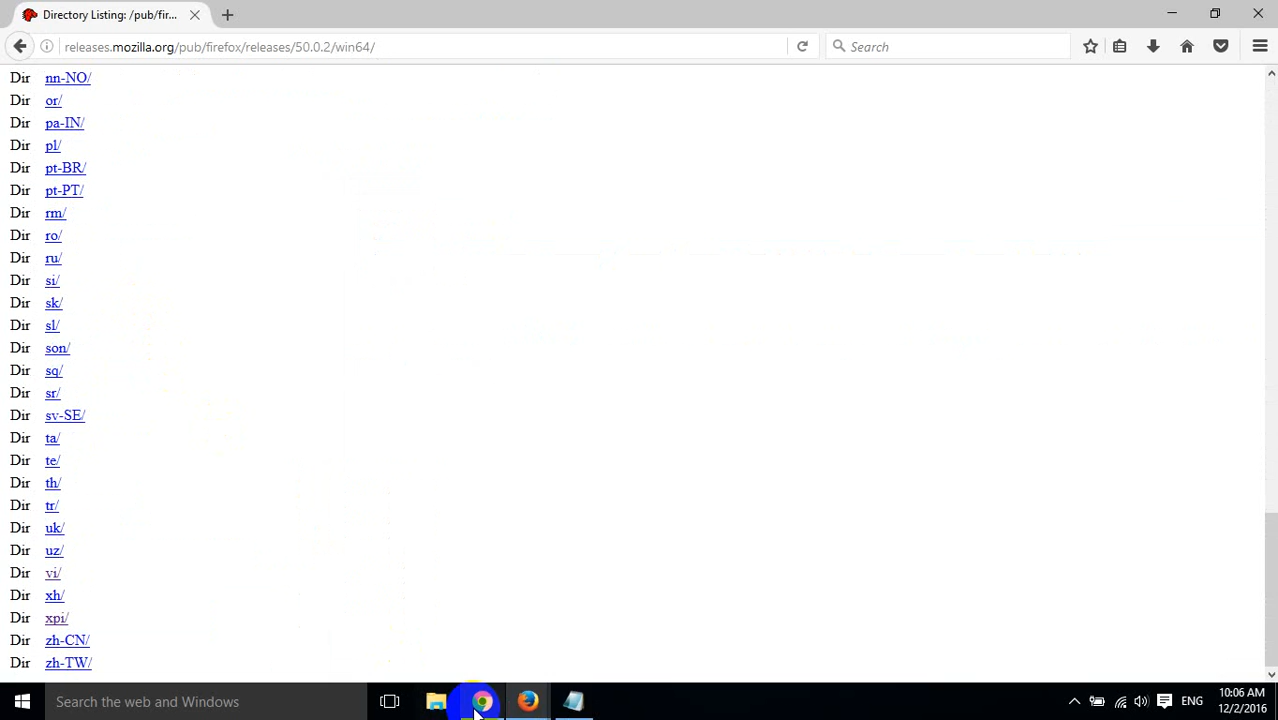 Directory Listing: /pub/fir...
releases.mozilla.org/pub/firefox/releases/50.0.2/win64/
Search
Dir nn-NO/
Dir or/
Dir pa-IN/
Dir pl/
Dir pt-BR/
Dir pt-PT/
Dir rm/
Dir ro/
Dir ru/
Dir si/
Dir sk/
Dir sl/
Dir son/
Dir sq/
Dir sr/
Dir sv-SE/
Dir ta/
Dir te/
Dir th/
Dir tr/
Dir uk/
Dir uz/
Dir vi/
Dir xh/
Dir xpi/
Dir zh-CN/
Dir zh-TW/
Search the web and Windows
ENG
10:06 AM
12/2/2016